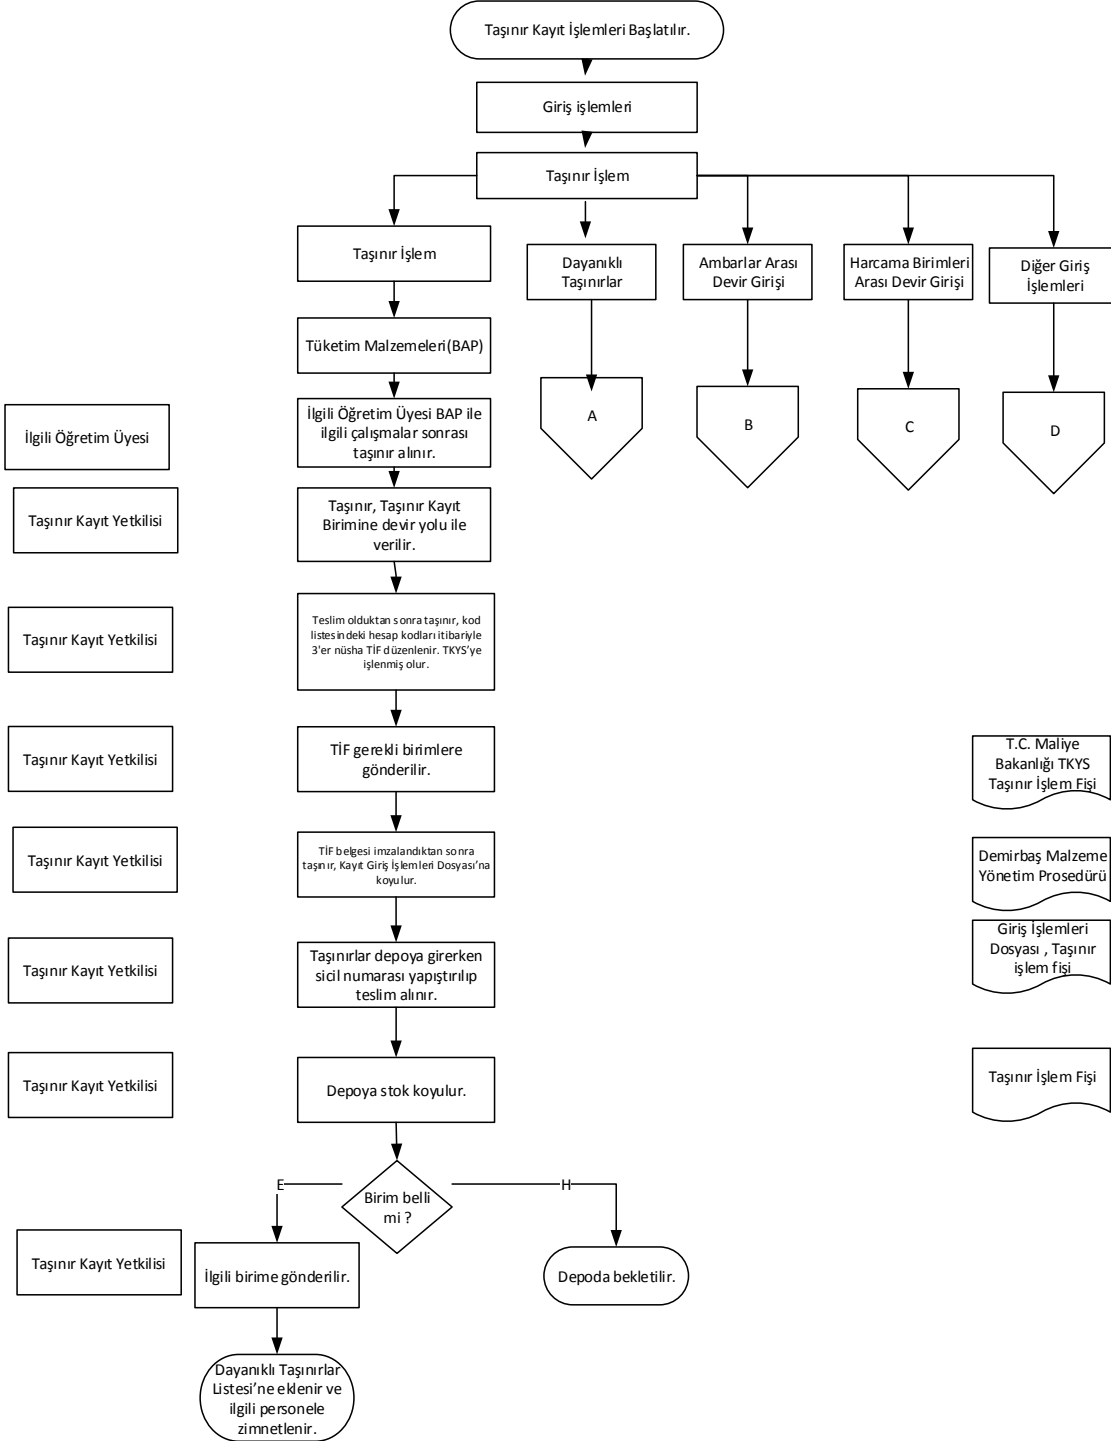 Taşınır Kayıt İşlemleri Başlatılır.
Giriş işlemleri
Taşınır İşlem
Taşınır İşlem
Dayanıklı
Taşınırlar
Ambarlar Arası
Devir Girişi
Harcama Birimleri
Arası Devir Girişi
Diğer Giriş
İşlemleri
Tüketim Malzemeleri(BAP)
A
B
C
D
İlgili Öğretim Üyesi
İlgili Öğretim Üyesi BAP ile
ilgili çalışmalar sonrası
taşınır alınır.
Taşınır Kayıt Yetkilisi
Taşınır, Taşınır Kayıt
Birimine devir yolu ile
verilir.
Taşınır Kayıt Yetkilisi
Teslim olduktan sonra taşınır, kod
listesindeki hesap kodları itibariyle
3'er nüsha TİF düzenlenir. TKYS'ye
işlenmiş olur.
Taşınır Kayıt Yetkilisi
TİF gerekli birimlere
gönderilir.
T.C. Maliye
Bakanlığı TKYS
Taşınır İşlem Fişi
Taşınır Kayıt Yetkilisi
TİF belgesi imzalandıktan sonra
taşınır, Kayıt Giriş İşlemleri Dosyası'na
koyulur.
Demirbaş Malzeme
Yönetim Prosedürü
Taşınır Kayıt Yetkilisi
Taşınırlar depoya girerken
sicil numarası yapıştırılıp
teslim alınır.
Giriş İşlemleri
Dosyası , Taşınır
işlem fişi
Taşınır Kayıt Yetkilisi
Depoya stok koyulur.
Taşınır İşlem Fişi
E
Birim belli
mi ?
H
Taşınır Kayıt Yetkilisi
İlgili birime gönderilir.
Depoda bekletilir.
Dayanıklı Taşınırlar
Listesi'ne eklenir ve
ilgili personele
zimnetlenir.